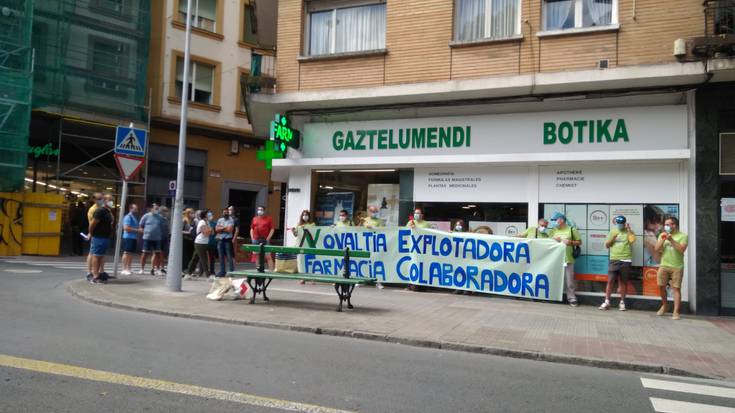 GAZTELUMENDI BOTIKA
FARM
HOMEOPATIA
FORMULAS MAGISTRALES
PLANTAS MEDICINALES
APOTHEKE
PHARMACIE
CHEMIST
NOVALTIA EXPLOTADORA
FARMACIA COLABORADORA